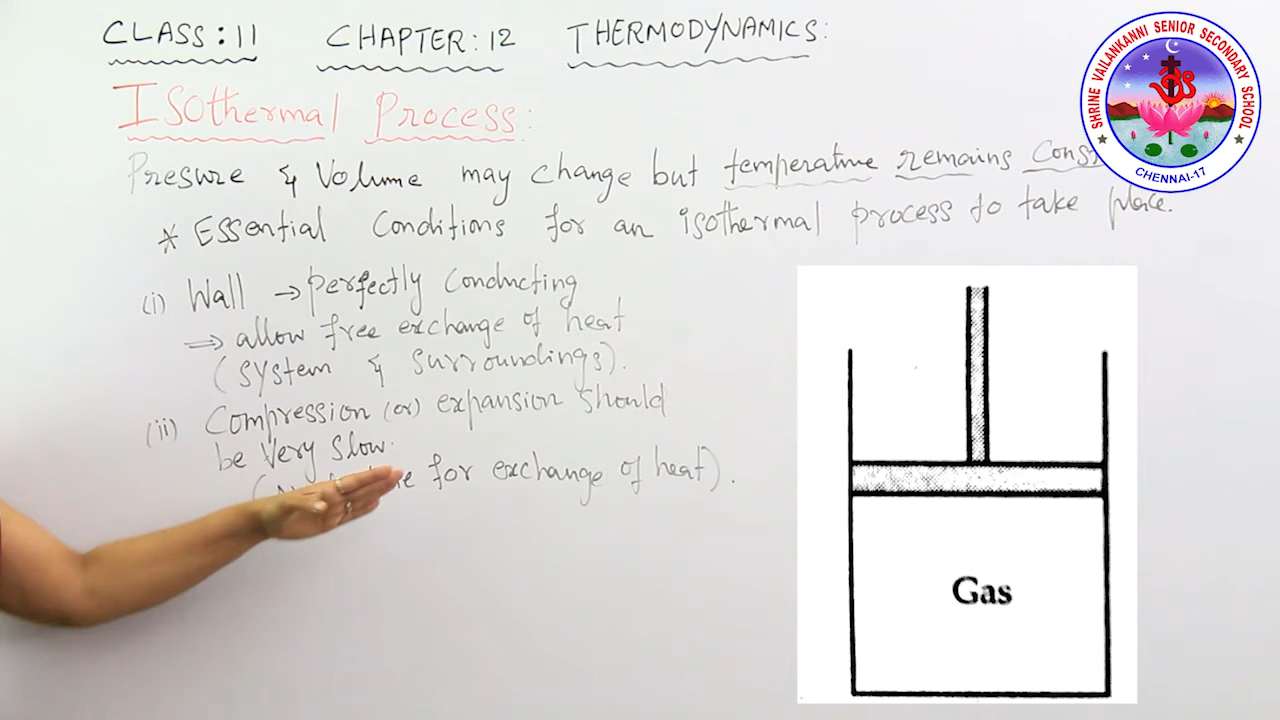 CLASS: 11 CHAPTER: 12 THERMODYNAMICS:
Isothermal Process:
Presure & Volume may change but temperature remains
* Essential Conditions for an isothermal process to take place.
(i) Wall → perfectly conducting
⇒ allow free exchange of heat
(system & surroundings).
(ii) Compression (or) expansion should
be very slow.
for exchange of heat).
Gas
SHRINE VAILANKANNI SENIOR SECONDARY SCHOOL
CHENNAI-17